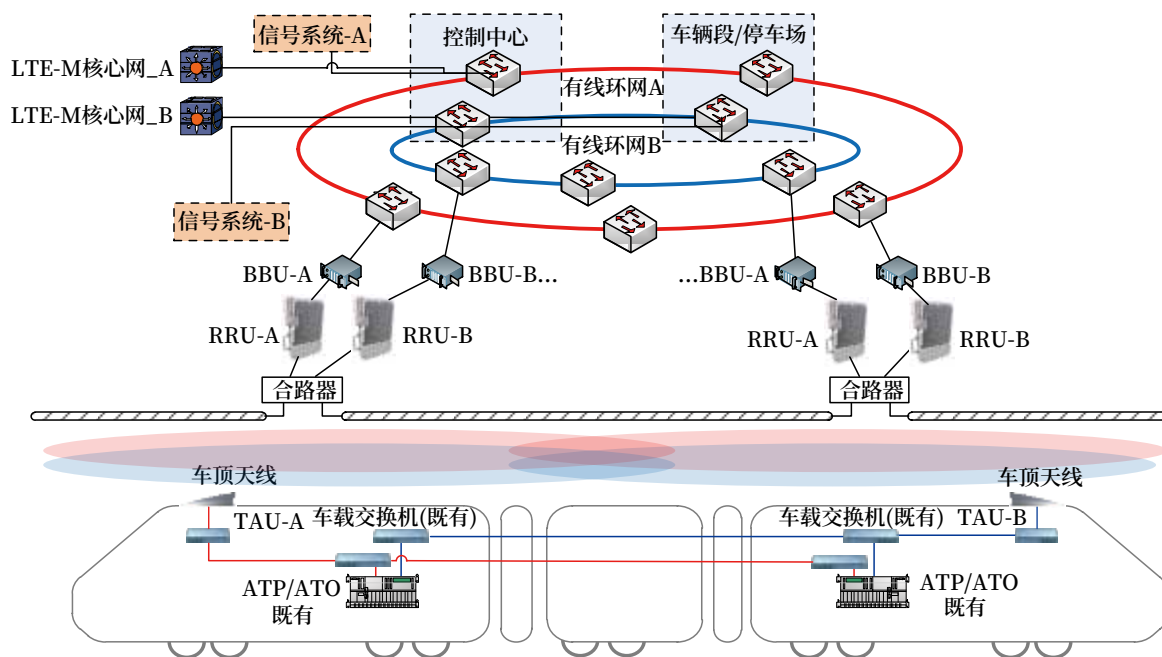 信号系统-A
控制中心
车辆段/停车场
LTE-M核心网_A
有线环网A
LTE-M核心网_B
有线环网B
信号系统-B
BBU-A
BBU-B...
...BBU-A
BBU-B
RRU-A
RRU-B
RRU-A
RRU-B
合路器
合路器
车顶天线
车顶天线
TAU-A
车载交换机(既有)
车载交换机(既有)
TAU-B
ATP/ATO
既有
ATP/ATO
既有